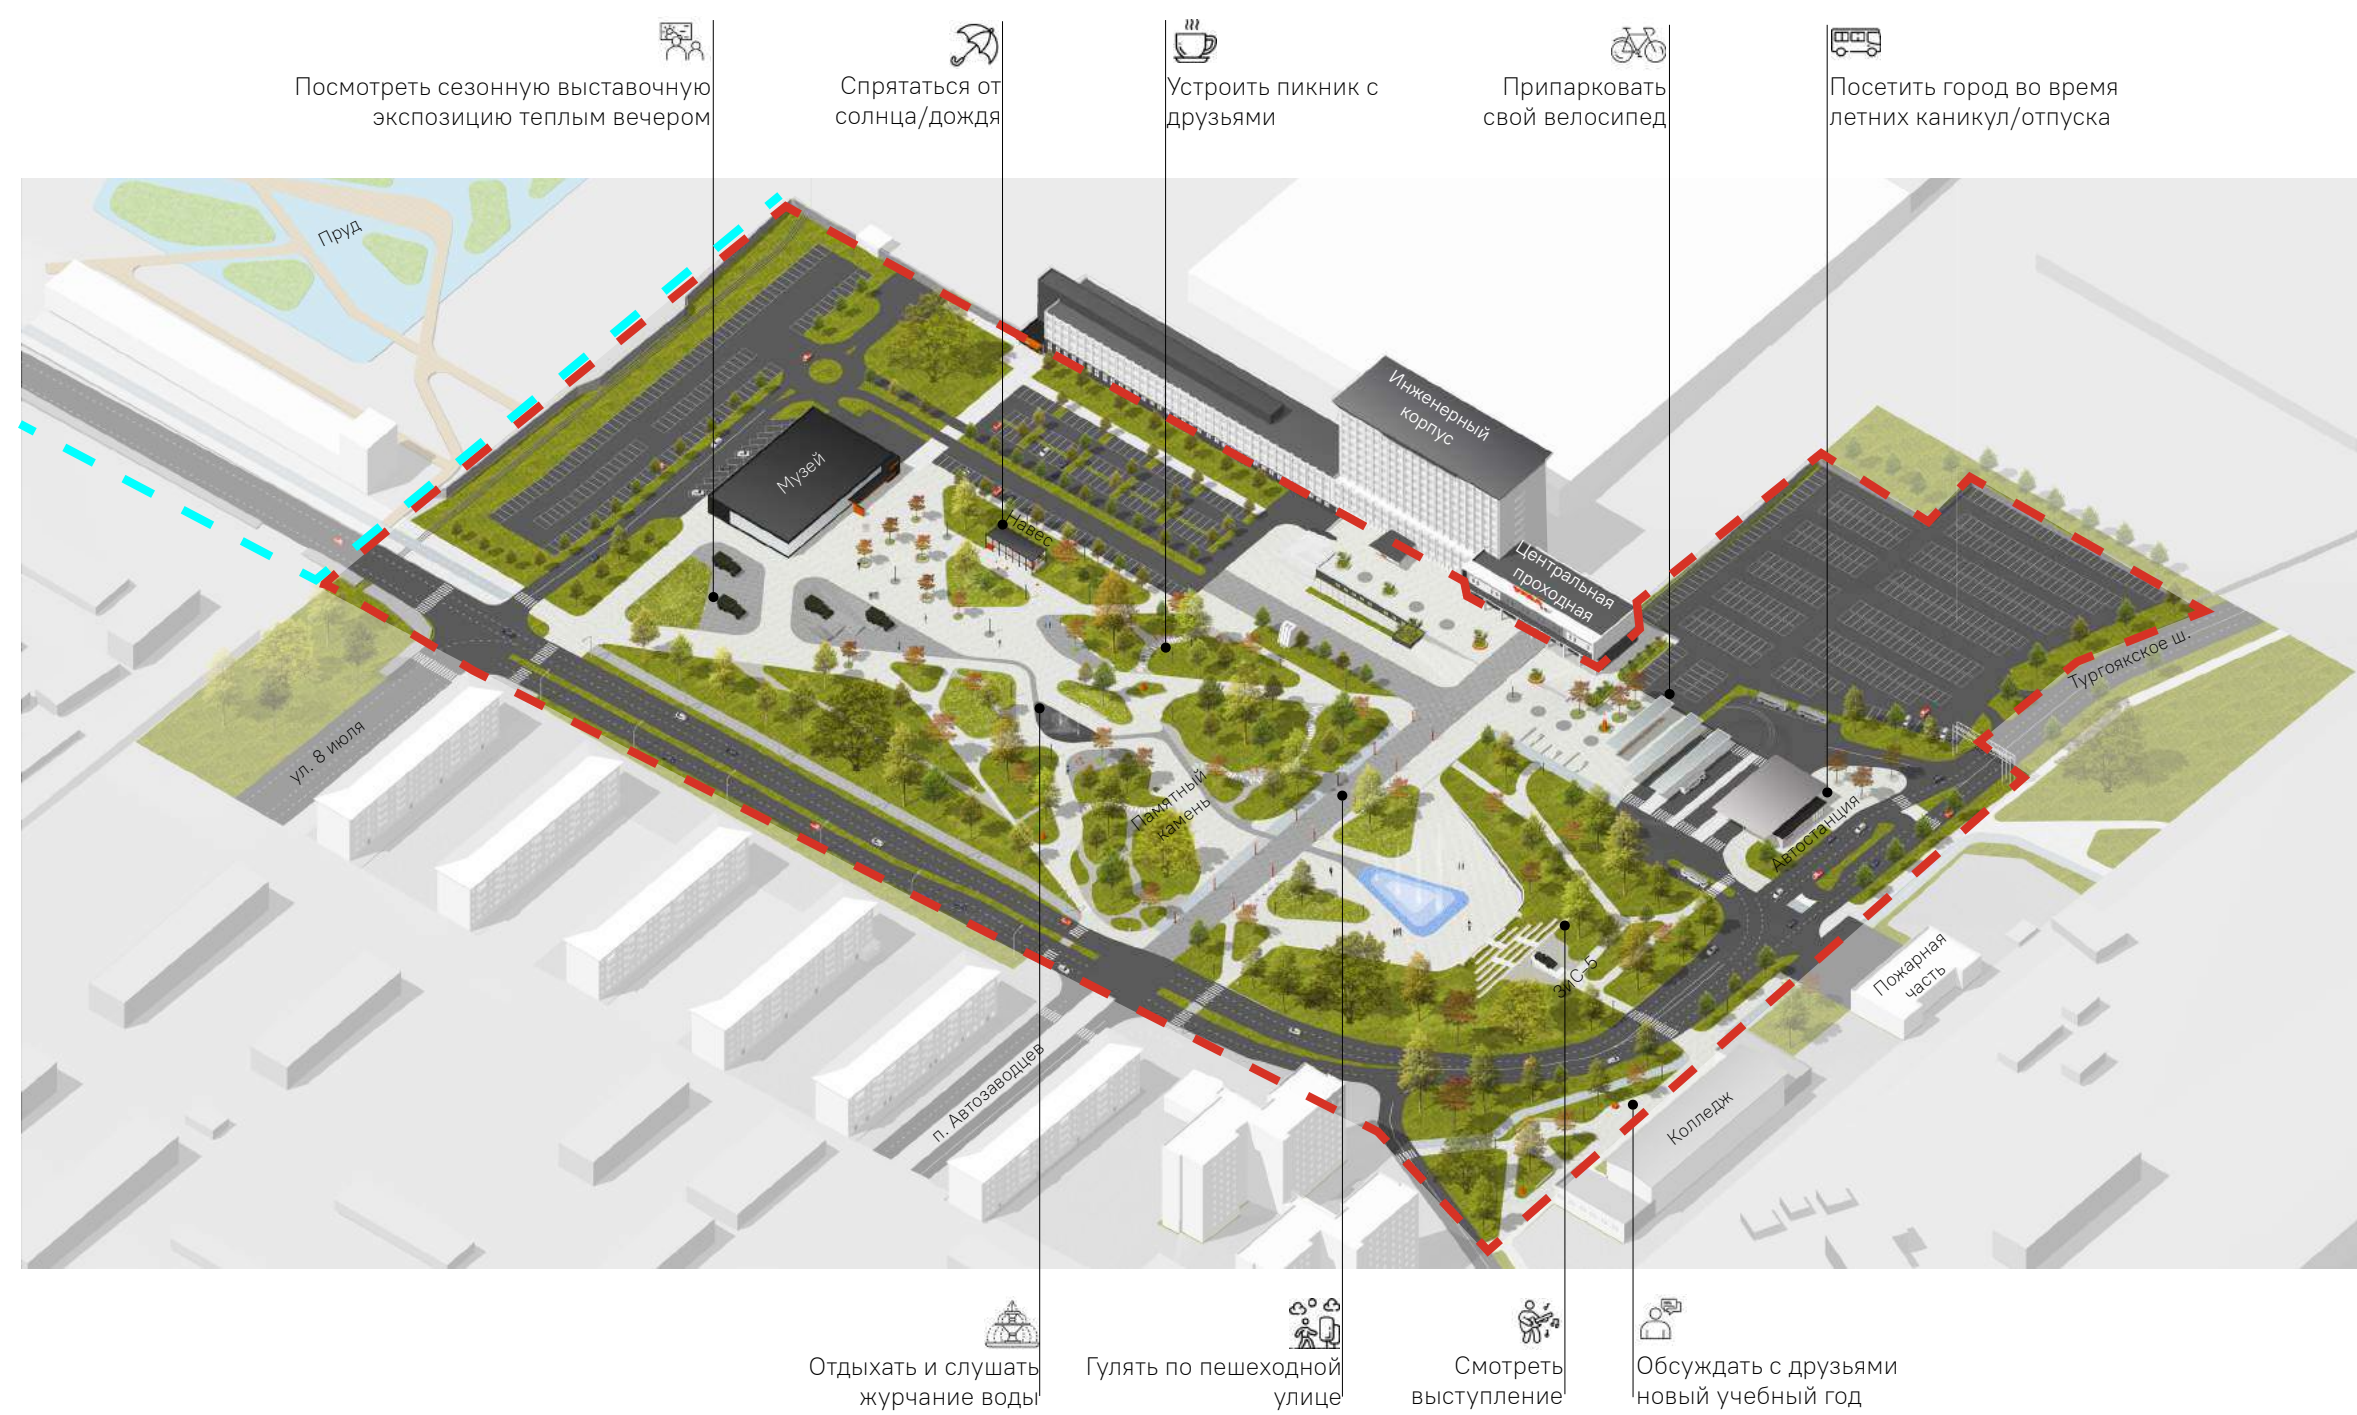 Посмотреть сезонную выставочную
экспозицию теплым вечером
Спрятаться от
солнца/дождя
Устроить пикник с
друзьями
Припарковать
свой велосипед
Посетить город во время
летних каникул/отпуска
Пруд
Инженерный
корпус
Музей
Навес
Центральная
проходная
Тургоякское ш.
ул. 8 июля
Памятный
камень
Автостанция
ЗиС-5
Пожарная
часть
п. Автозаводцев
Колледж
Отдыхать и слушать
журчание воды
Гулять по пешеходной
улице
Смотреть
выступление
Обсуждать с друзьями
новый учебный год